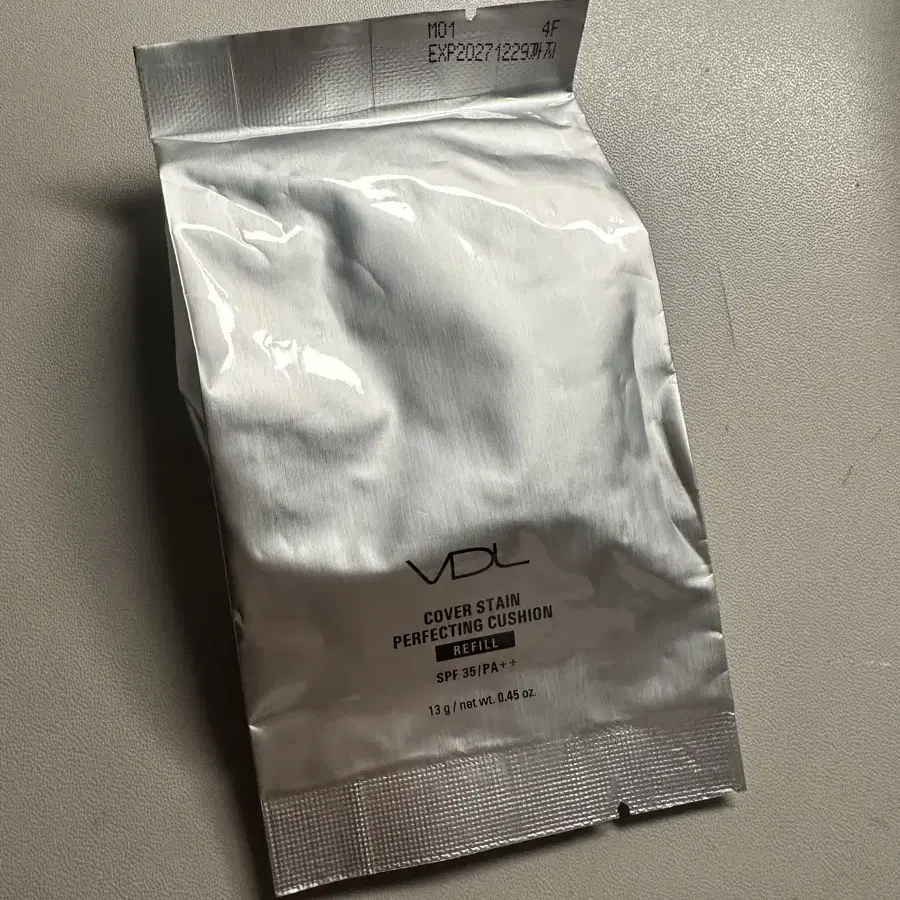 M01 4F
EXP20271229까지
VDL
COVER STAIN
PERFECTING CUSHION
REFILL
SPF 35/PA++
13 g / net wt. 0.45 oz.